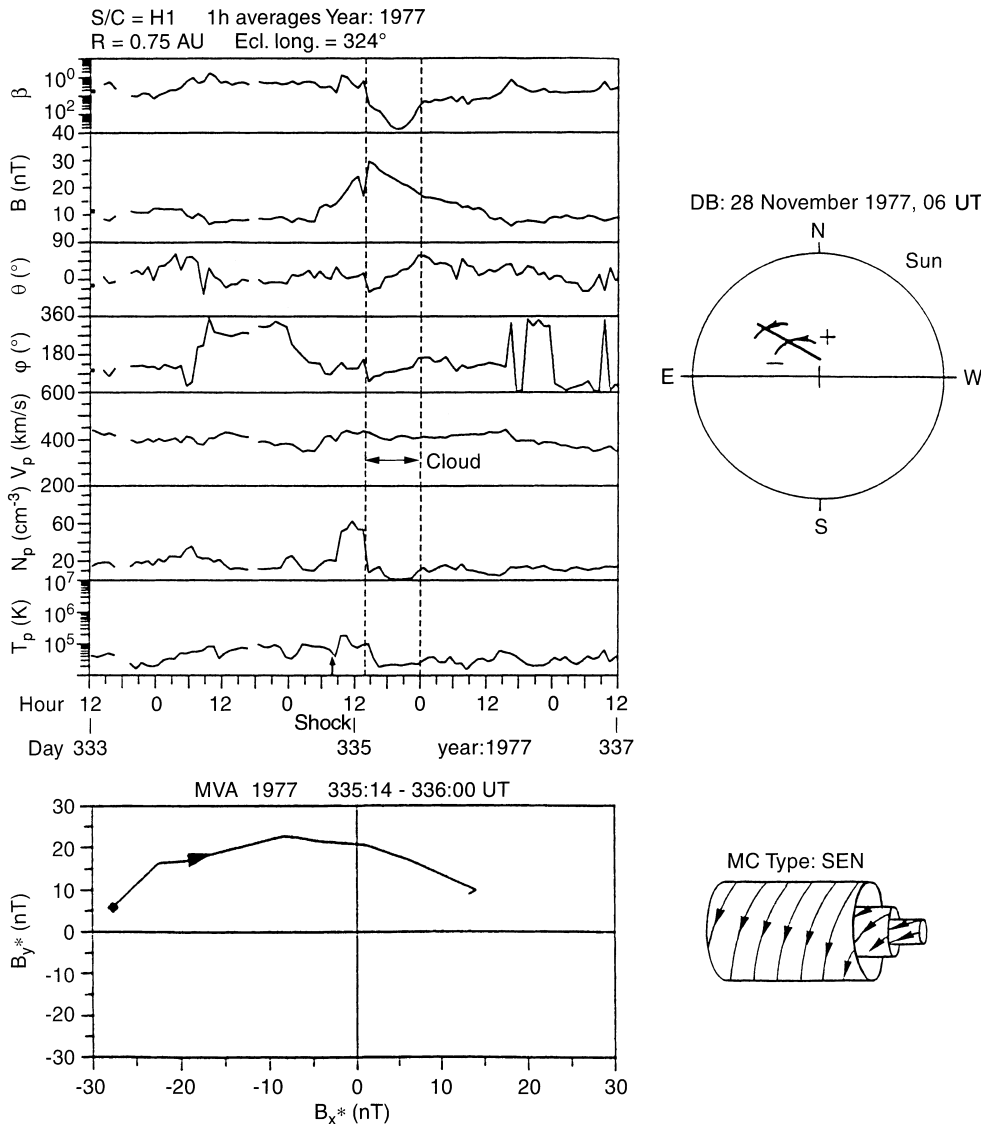 S/C = H1 1h averages Year: 1977
R = 0.75 AU Ecl. long. = 324°
β
10⁰
10²
40
B (nT)
30
20
10
90
θ (°)
0
360
φ (°)
180
600
Vp (km/s)
400
Cloud
200
Np (cm⁻³)
60
20
10⁷
Tp (K)
10⁶
10⁵
Hour 12 0 12 0 12 0 12 0 12
Shock
Day 333 335 year:1977 337
DB: 28 November 1977, 06 UT
N
Sun
+
−
E W
S
MVA 1977 335:14 - 336:00 UT
By* (nT)
30
20
10
0
-10
-20
-30
-30 -20 -10 0 10 20 30
Bx* (nT)
MC Type: SEN